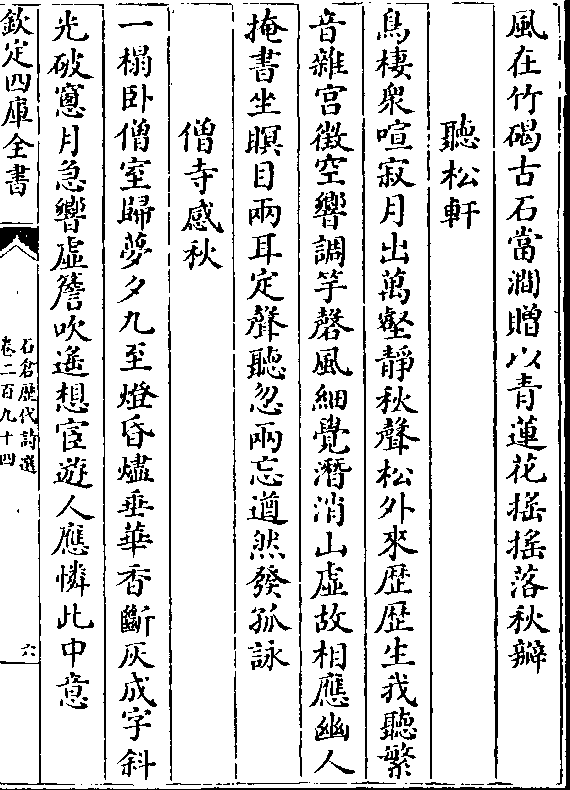 風在竹碣古石當澗贈以青蓮花搖搖落秋瓣
聽松軒
鳥棲衆喧寂月出萬壑靜秋聲松外來歴歴生我聽繁
音雜宫徵空響調竽磬風細覺潛消山虚故相應幽人
掩書坐瞑目兩耳定聲聽忽兩忘遒然發孤詠
僧寺感秋
一榻卧僧室歸夢夕九至燈昏燼垂華香斷灰成字斜
光破窻月急響虚簷吹遥想宦遊人應憐此中意
欽定四庫全書
石倉歴代詩選
卷二百九十四
六